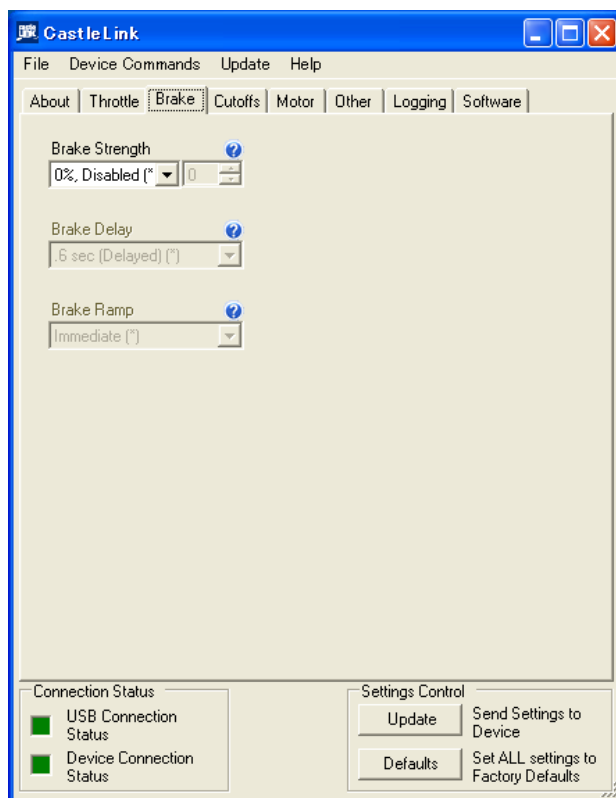 CastleLink
File Device Commands Update Help
About Throttle Brake Cutoffs Motor Other Logging Software
Brake Strength
0%, Disabled (* 0
Brake Delay
.6 sec (Delayed) (*)
Brake Ramp
Immediate (*)
Connection Status
USB Connection
Status
Device Connection
Status
Settings Control
Update Send Settings to
Device
Defaults Set ALL settings to
Factory Defaults